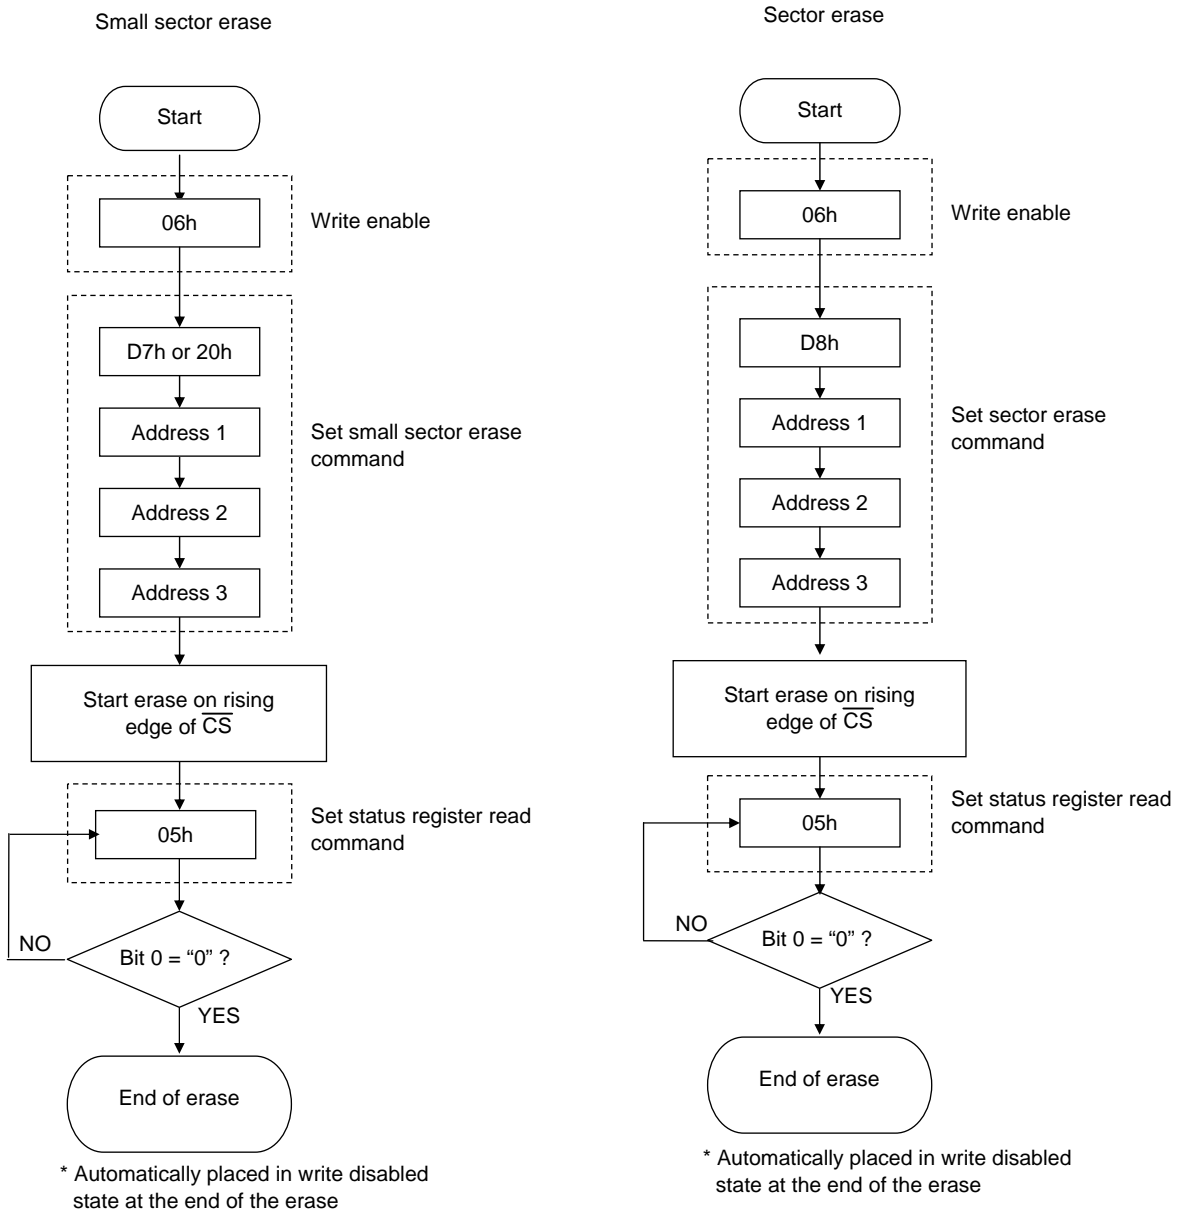 Small sector erase
Start
06h
Write enable
D7h or 20h
Address 1
Address 2
Address 3
Set small sector erase
command
Start erase on rising
edge of CS
05h
Set status register read
command
Bit 0 = “0” ?
NO
YES
End of erase
* Automatically placed in write disabled
state at the end of the erase
Sector erase
Start
06h
Write enable
D8h
Address 1
Address 2
Address 3
Set sector erase
command
Start erase on rising
edge of CS
05h
Set status register read
command
Bit 0 = “0” ?
NO
YES
End of erase
* Automatically placed in write disabled
state at the end of the erase